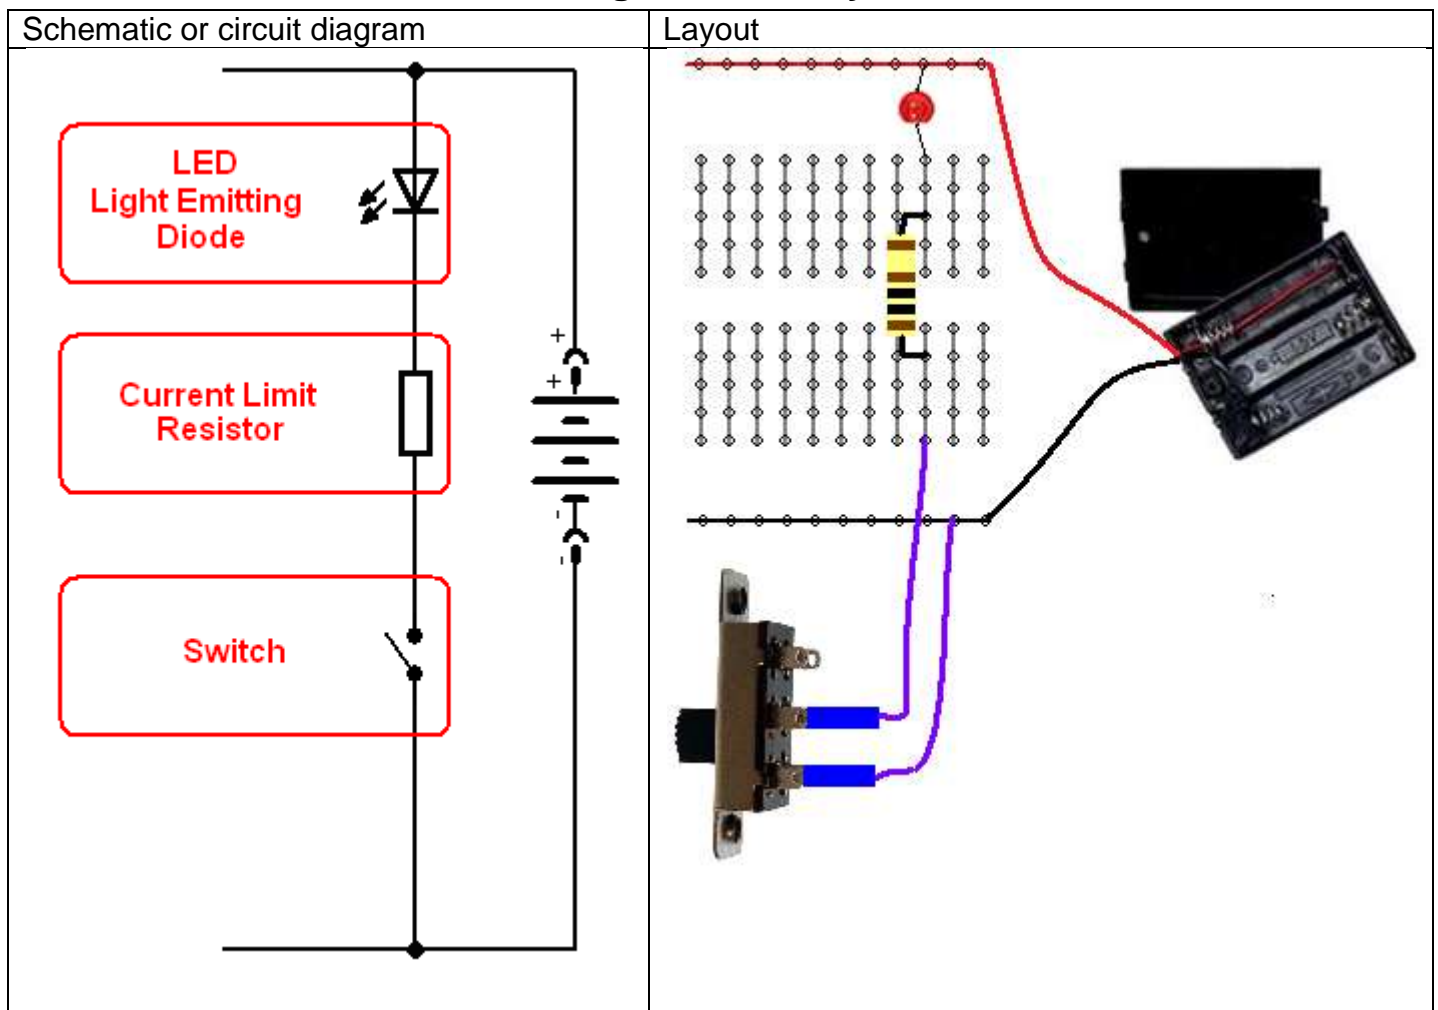 Schematic or circuit diagram
Layout
LED
Light Emitting
Diode
Current Limit
Resistor
Switch
+
+
-
-